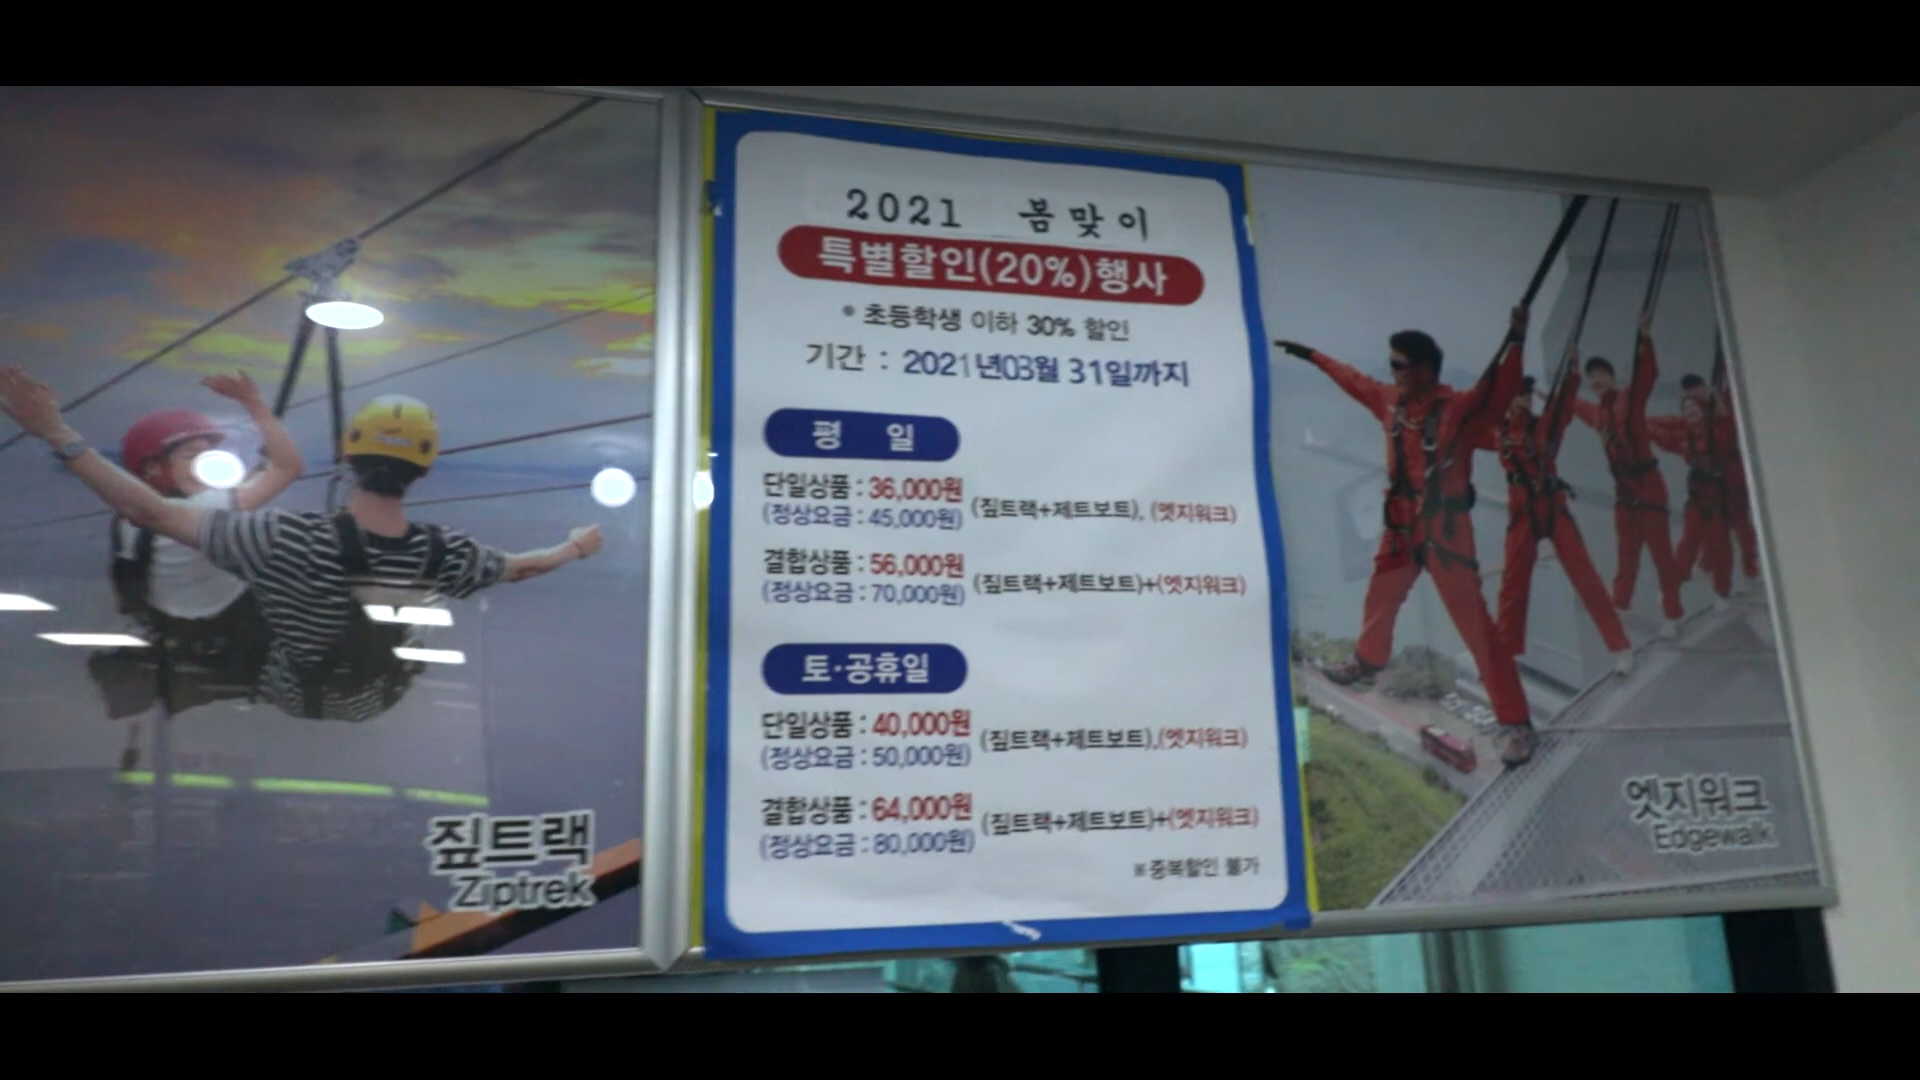 2021 봄맞이
특별할인(20%)행사
* 초등학생 이하 30% 할인
기간 : 2021년03월 31일까지
평 일
단일상품 : 36,000원 (짚트랙+제트보트), (엣지워크)
(정상요금 : 45,000원)
결합상품 : 56,000원 (짚트랙+제트보트)+(엣지워크)
(정상요금 : 70,000원)
토·공휴일
단일상품 : 40,000원 (짚트랙+제트보트),(엣지워크)
(정상요금 : 50,000원)
결합상품 : 64,000원 (짚트랙+제트보트)+(엣지워크)
(정상요금 : 80,000원)
※중복할인 불가
짚트랙
Ziptrek
엣지워크
Edgewalk